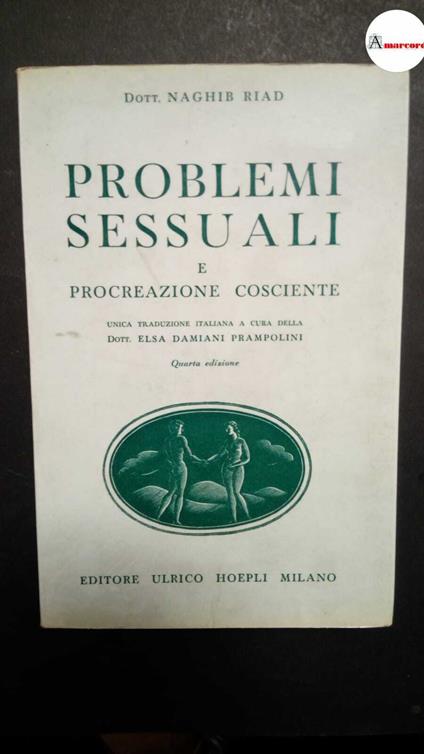 Amarcord
Dott. NAGHIB RIAD
PROBLEMI
SESSUALI
E
PROCREAZIONE COSCIENTE
UNICA TRADUZIONE ITALIANA A CURA DELLA
Dott. ELSA DAMIANI PRAMPOLINI
Quarta edizione
EDITORE ULRICO HOEPLI MILANO